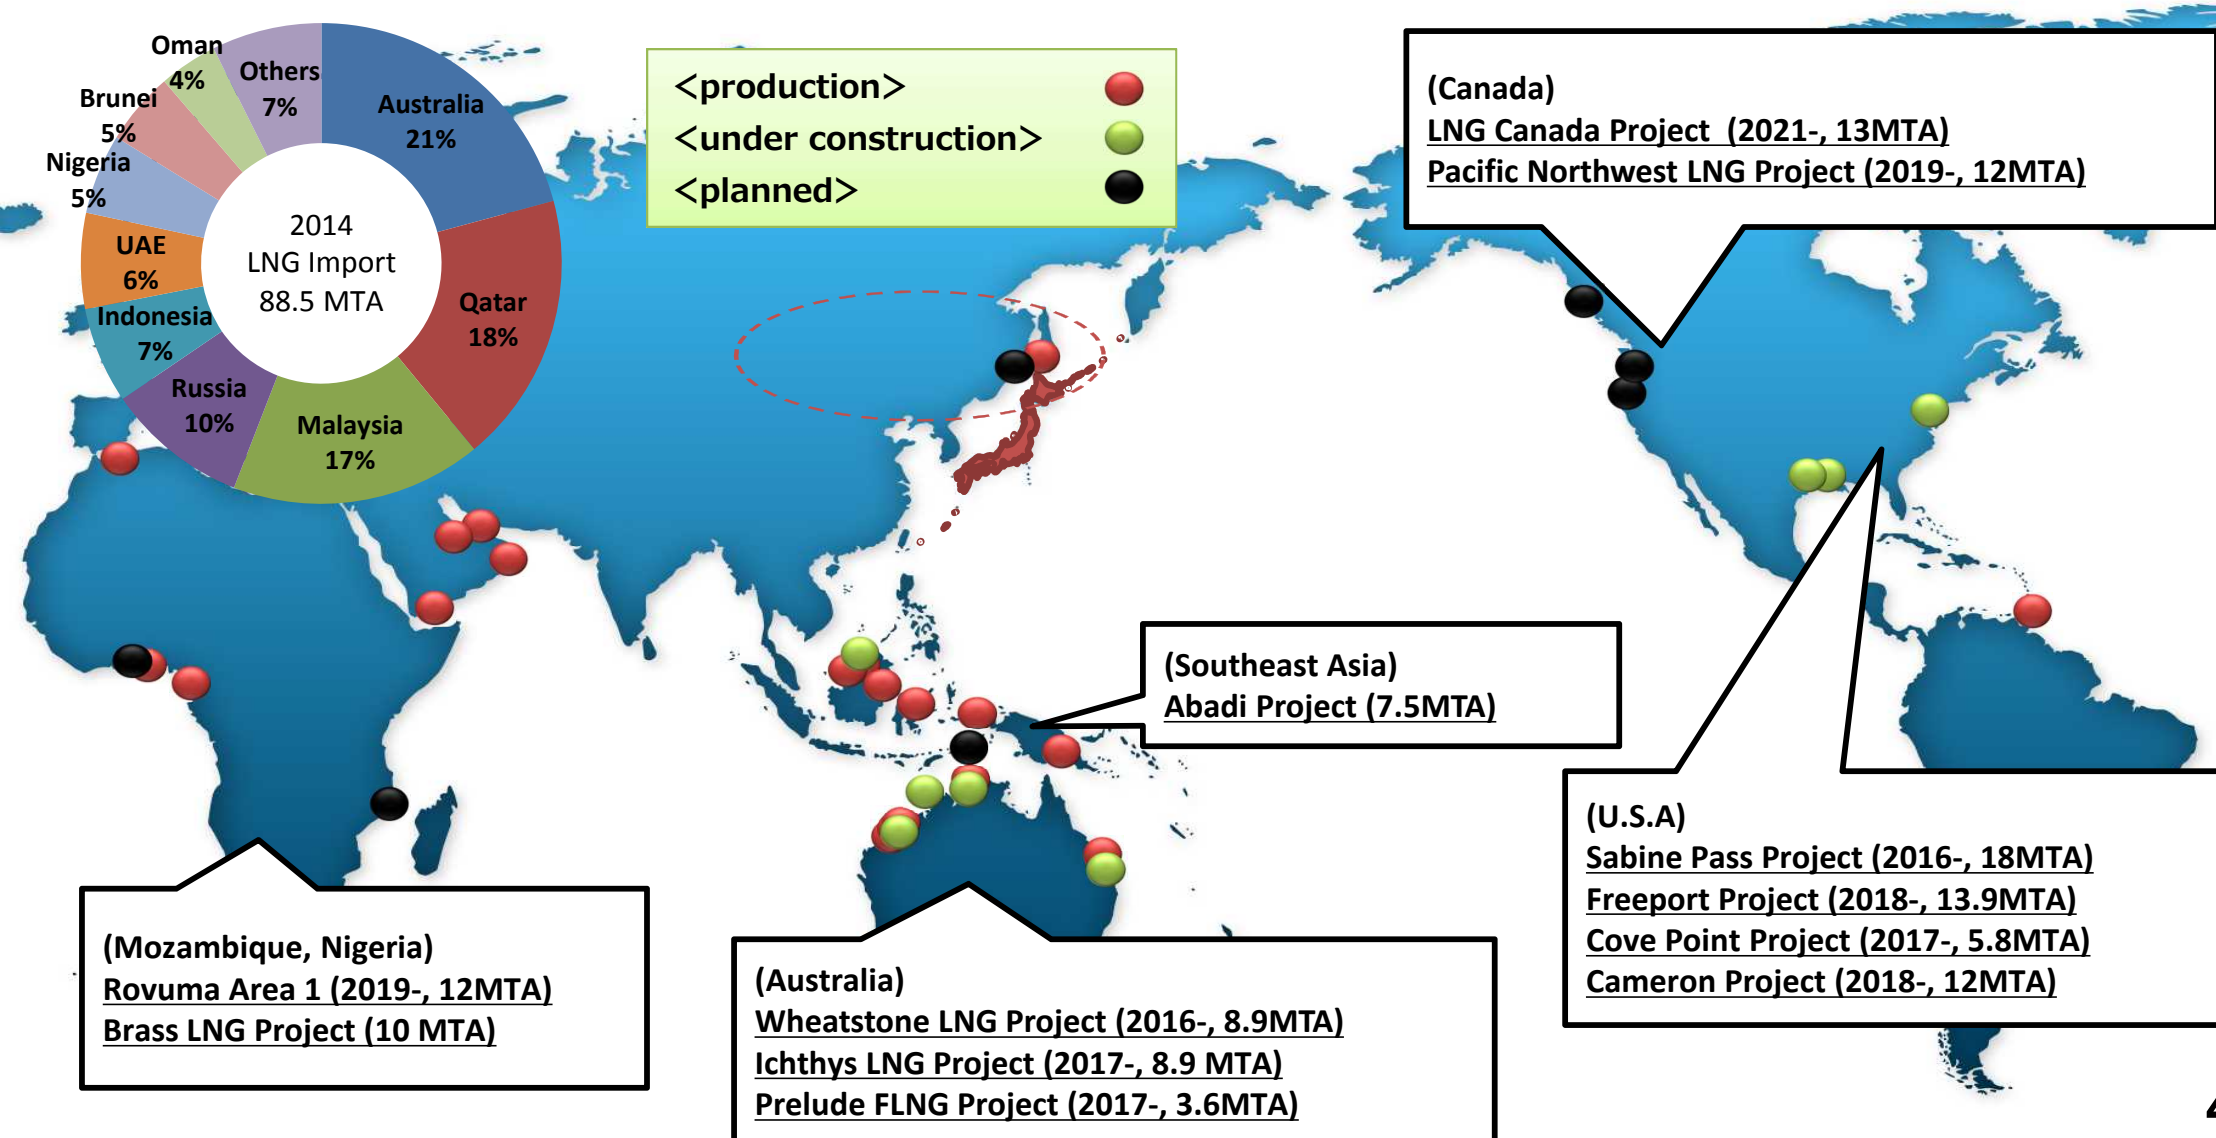 Oman
4%
Others
7%
Australia
21%
Brunei
5%
Nigeria
5%
UAE
6%
Indonesia
7%
Russia
10%
Malaysia
17%
Qatar
18%
2014
LNG Import
88.5 MTA
<production>
<under construction>
<planned>
(Canada)
LNG Canada Project (2021-, 13MTA)
Pacific Northwest LNG Project (2019-, 12MTA)
(Southeast Asia)
Abadi Project (7.5MTA)
(U.S.A)
Sabine Pass Project (2016-, 18MTA)
Freeport Project (2018-, 13.9MTA)
Cove Point Project (2017-, 5.8MTA)
Cameron Project (2018-, 12MTA)
(Mozambique, Nigeria)
Rovuma Area 1 (2019-, 12MTA)
Brass LNG Project (10 MTA)
(Australia)
Wheatstone LNG Project (2016-, 8.9MTA)
Ichthys LNG Project (2017-, 8.9 MTA)
Prelude FLNG Project (2017-, 3.6MTA)